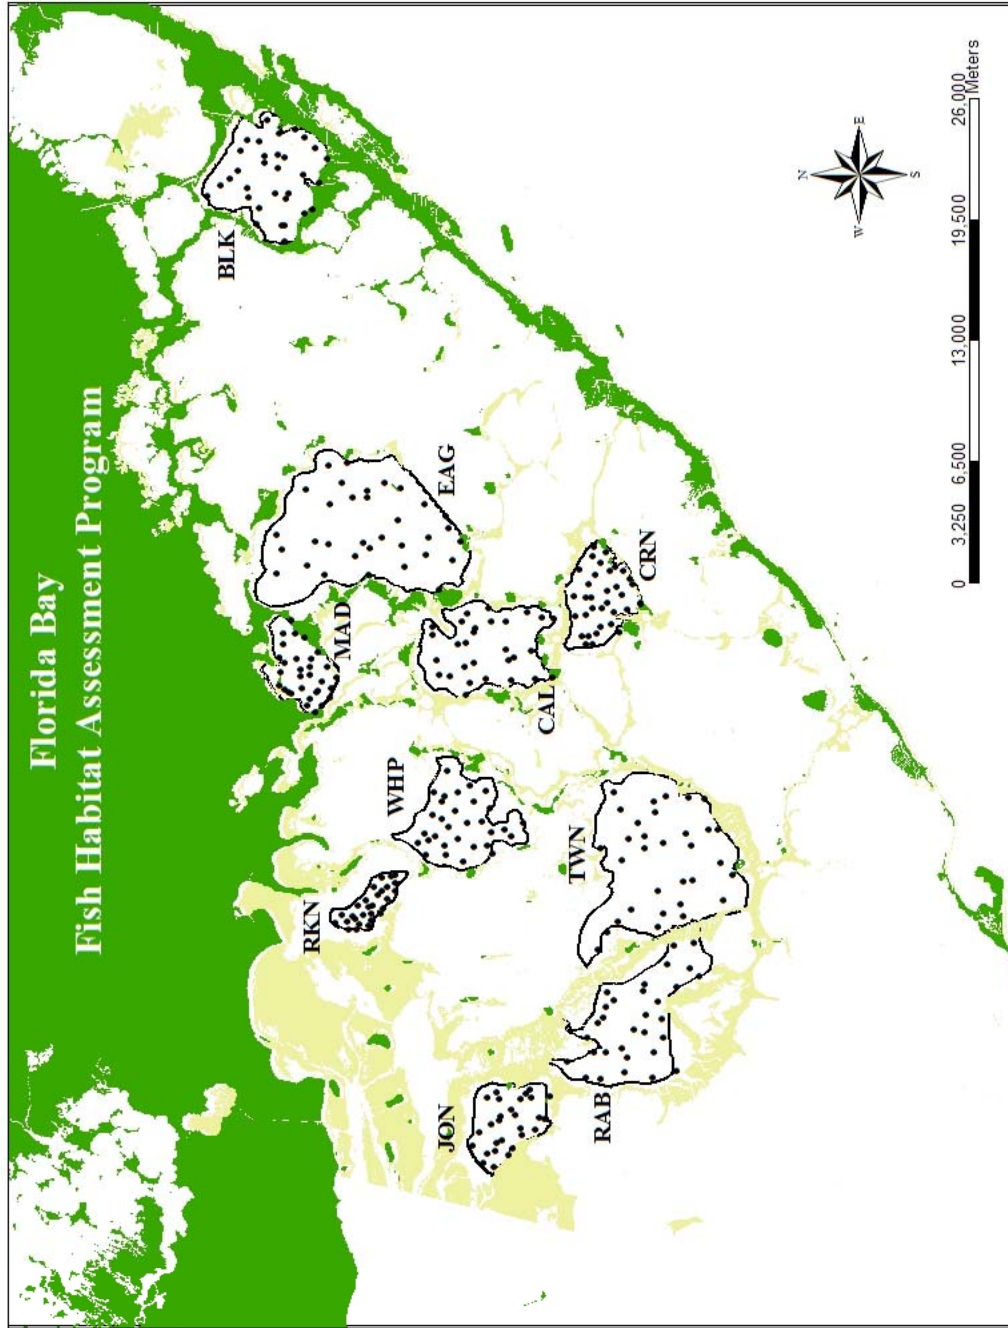 Florida Bay
Fish Habitat Assessment Program
BLK
EAG
MAD
CRN
CAL
WHP
TWN
RKN
RAB
JON
N
E
S
W
0 3,250 6,500 13,000 19,500 26,000
Meters